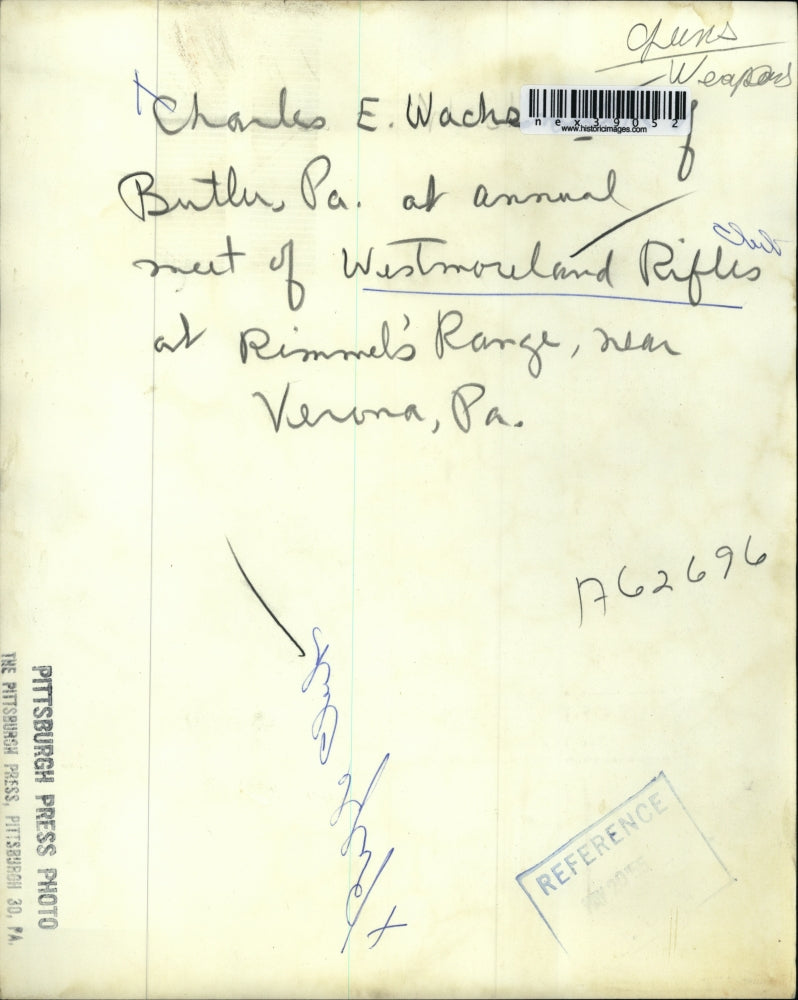 Guns
Weapons
Charles E. Wachs
nex39052
www.historicimages.com
Butler, Pa. at annual
meet of Westmoreland Rifles
Club
at Rimmel's Range, near
Verona, Pa.
A62696
PITTSBURGH PRESS PHOTO
THE PITTSBURGH PRESS, PITTSBURGH 30, PA.
REFERENCE